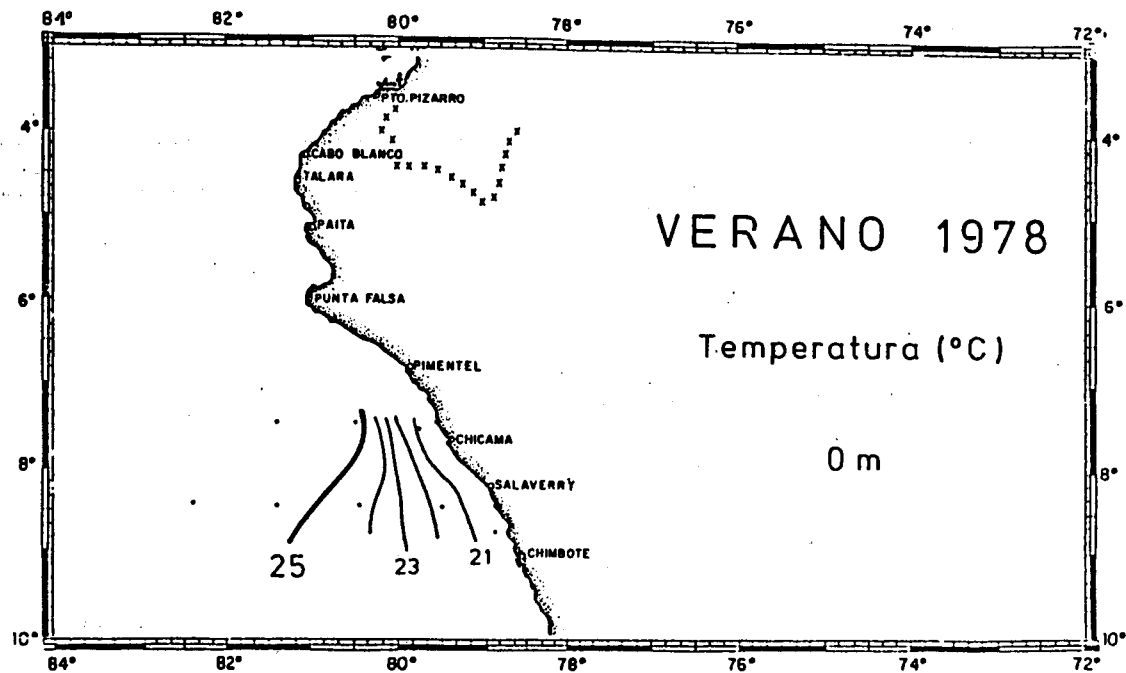 84° 82° 80° 78° 76° 74° 72°
PTO. PIZARRO
4° 4°
CABO BLANCO
TALARA
PAITA
VERANO 1978
6° 6°
PUNTA FALSA
Temperatura (°C)
PIMENTEL
CHICAMA
0 m
8° 8°
SALAVERRY
CHIMBOTE
25 23 21
10° 10°
84° 82° 80° 78° 76° 74° 72°